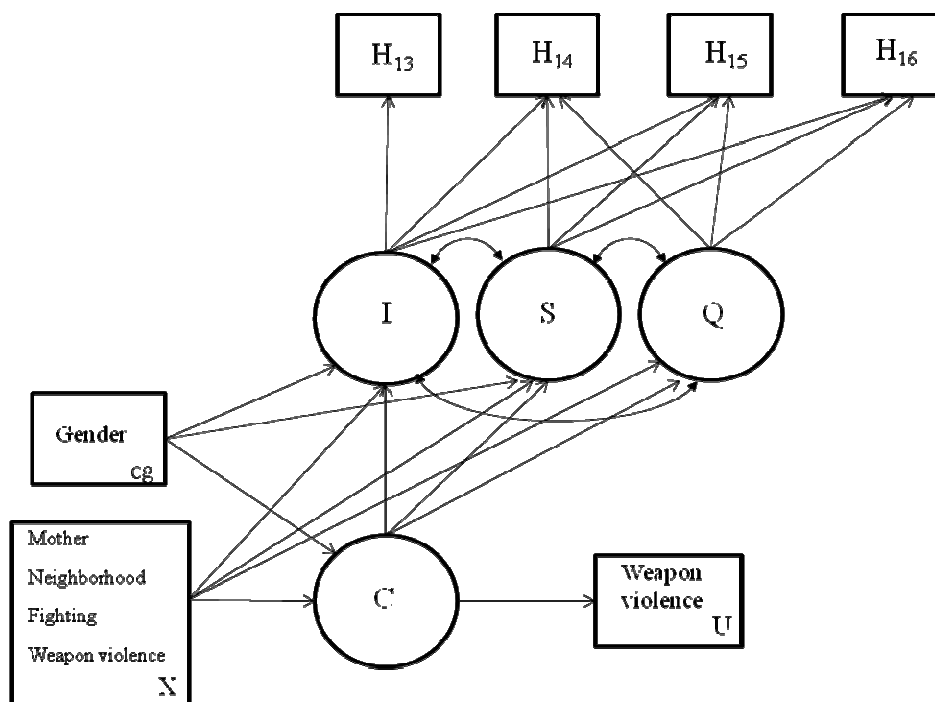 H13
H14
H15
H16
I
S
Q
Gender
cg
Mother
Neighborhood
Fighting
Weapon violence
X
C
Weapon
violence
U